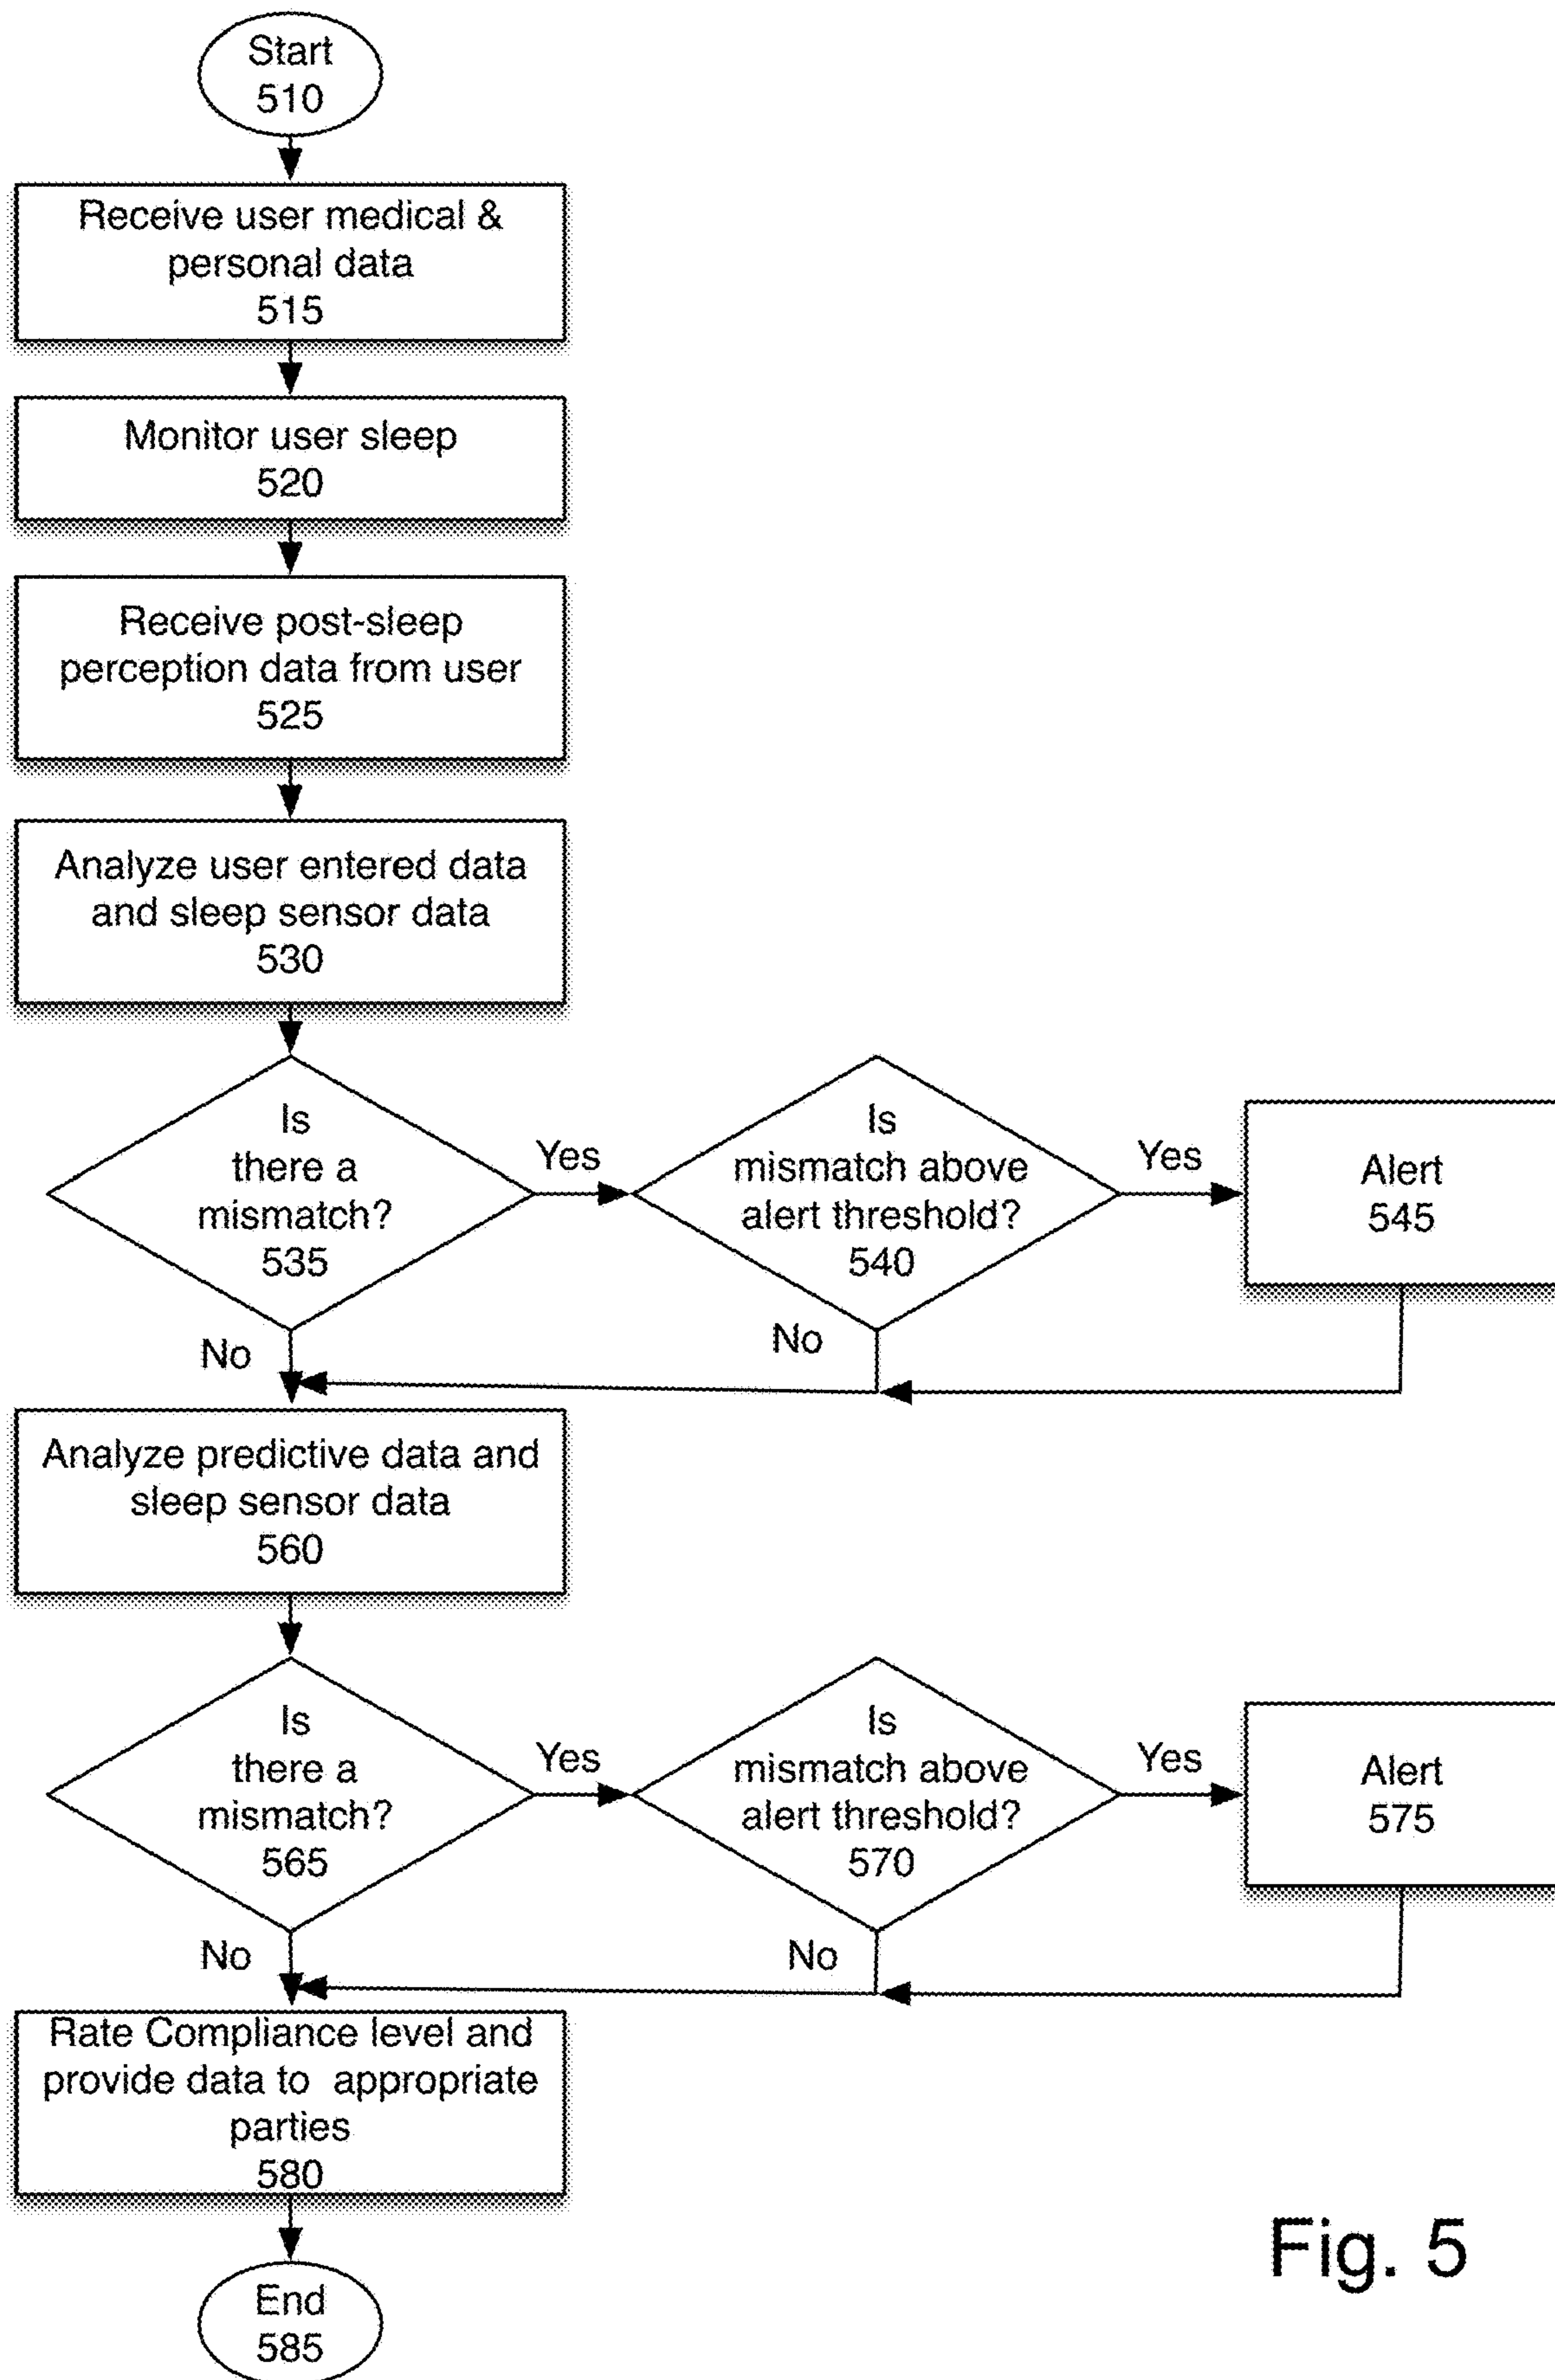 Start
510
Receive user medical &
personal data
515
Monitor user sleep
520
Receive post-sleep
perception data from user
525
Analyze user entered data
and sleep sensor data
530
Is
there a
mismatch?
535
Yes
No
Is
mismatch above
alert threshold?
540
Yes
No
Alert
545
Analyze predictive data and
sleep sensor data
560
Is
there a
mismatch?
565
Yes
No
Is
mismatch above
alert threshold?
570
Yes
No
Alert
575
Rate Compliance level and
provide data to appropriate
parties
580
End
585
Fig. 5